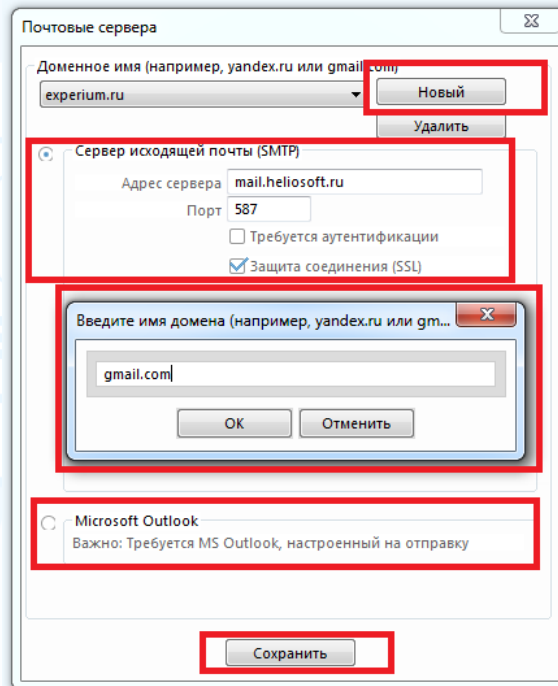 Почтовые сервера
Доменное имя (например, yandex.ru или gmail.com)
experium.ru
Новый
Удалить
Сервер исходящей почты (SMTP)
Адрес сервера mail.heliosoft.ru
Порт 587
Требуется аутентификации
Защита соединения (SSL)
Введите имя домена (например, yandex.ru или gm...
gmail.com
ОК Отменить
Microsoft Outlook
Важно: Требуется MS Outlook, настроенный на отправку
Сохранить